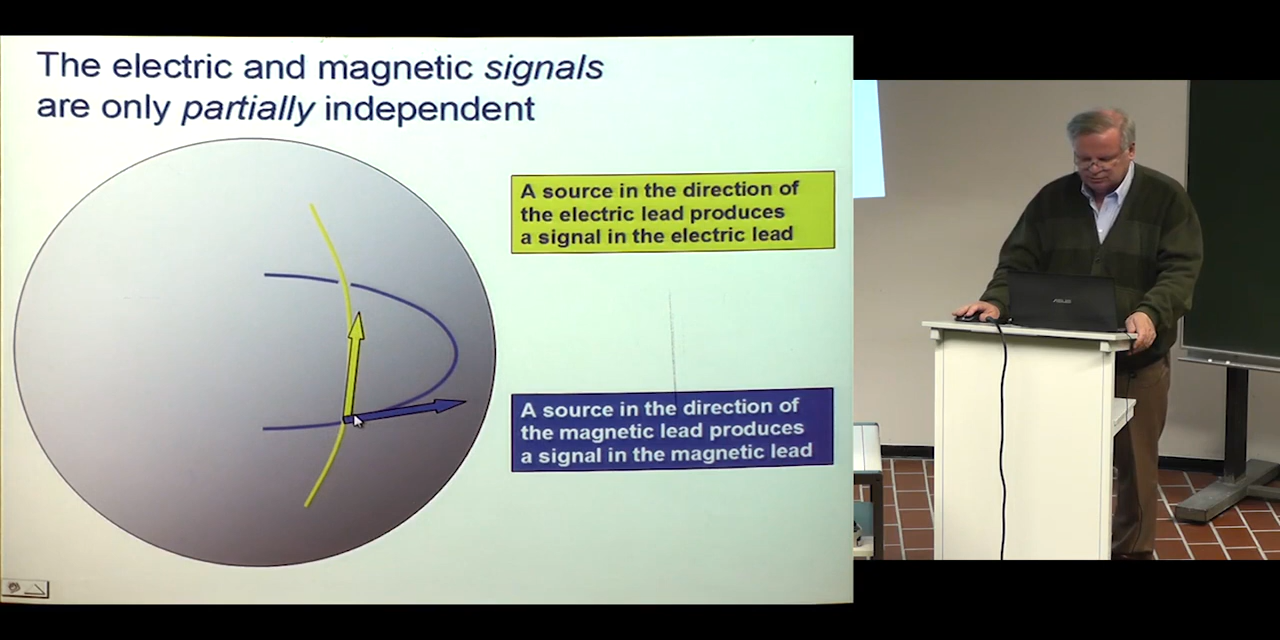 The electric and magnetic signals
are only partially independent
A source in the direction of
the electric lead produces
a signal in the electric lead
A source in the direction of
the magnetic lead produces
a signal in the magnetic lead
ASUS